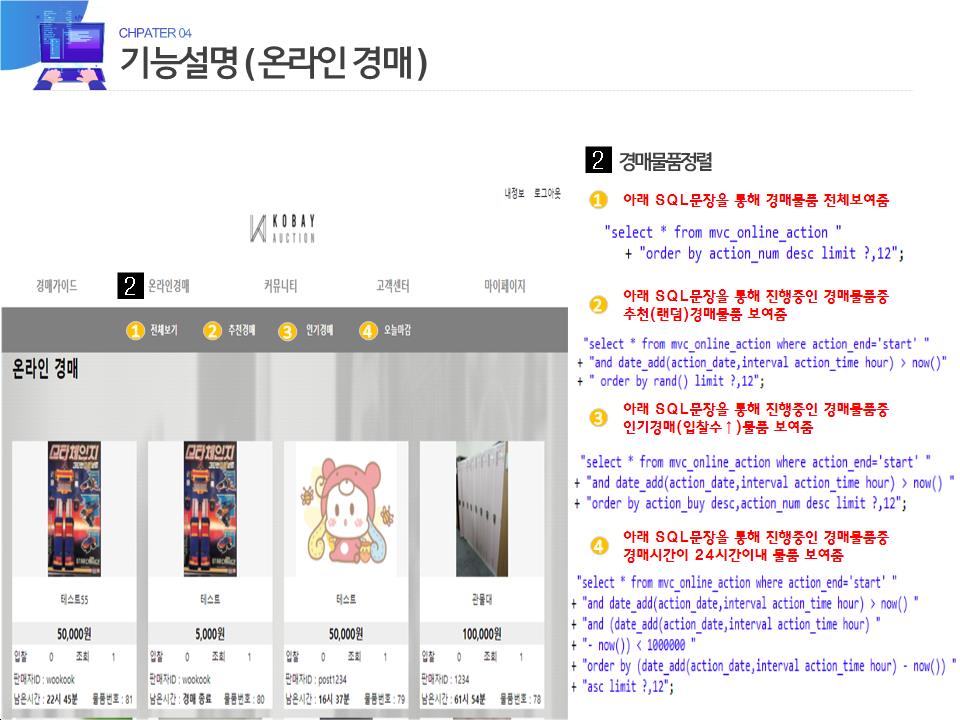 CHPATER 04
기능설명 ( 온라인 경매 )
내정보 로그아웃
KOBAY
AUCTION
경매가이드 2 온라인경매 커뮤니티 고객센터 마이페이지
1 전체보기 2 추천경매 3 인기경매 4 오늘마감
온라인 경매
테스트55
50,000원
입찰 0 조회 1
판매자ID : wookook
남은시간 : 22시 45분 물품번호 : 81
테스트
5,000원
입찰 0 조회 1
판매자ID : wookook
남은시간 : 경매 종료 물품번호 : 80
테스트
50,000원
입찰 0 조회 1
판매자ID : post1234
남은시간 : 16시 37분 물품번호 : 79
관물대
100,000원
입찰 0 조회 1
판매자ID : 1234
남은시간 : 61시 54분 물품번호 : 78
2 경매물품정렬
1 아래 SQL문장을 통해 경매물품 전체보여줌
"select * from mvc_online_action "
+ "order by action_num desc limit ?,12";
2 아래 SQL문장을 통해 진행중인 경매물품중
추천(랜덤)경매물품 보여줌
"select * from mvc_online_action where action_end='start' "
+ "and date_add(action_date,interval action_time hour) > now()"
+ " order by rand() limit ?,12";
3 아래 SQL문장을 통해 진행중인 경매물품중
인기경매(입찰수↑)물품 보여줌
"select * from mvc_online_action where action_end='start' "
+ "and date_add(action_date,interval action_time hour) > now() "
+ "order by action_buy desc,action_num desc limit ?,12";
4 아래 SQL문장을 통해 진행중인 경매물품중
경매시간이 24시간이내 물품 보여줌
"select * from mvc_online_action where action_end='start' "
+ "and date_add(action_date,interval action_time hour) > now() "
+ "and (date_add(action_date,interval action_time hour) "
+ "- now()) < 1000000 "
+ "order by (date_add(action_date,interval action_time hour) - now()) "
+ "asc limit ?,12";